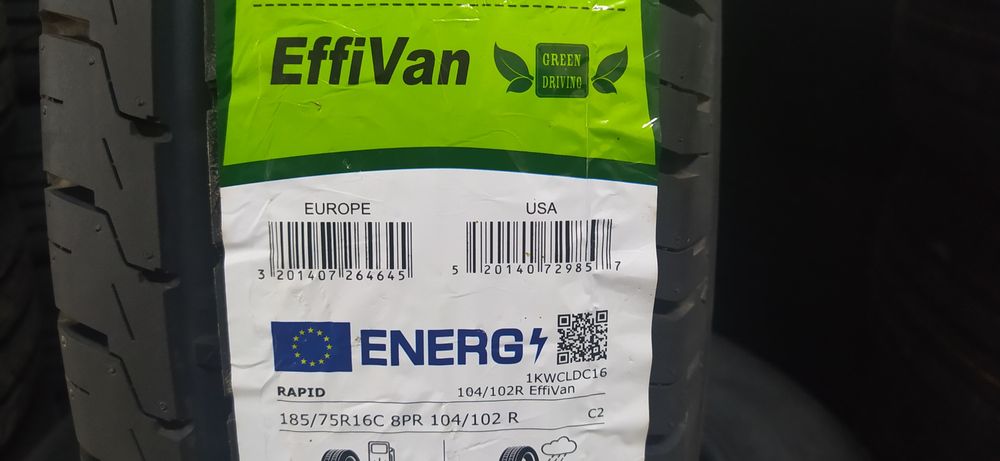 EffiVan
GREEN
DRIVING
EUROPE
USA
3 201407 264645
5 20140 72985 7
ENERG
1KWCLDC16
RAPID
104/102R EffiVan
185/75R16C 8PR 104/102 R
C2